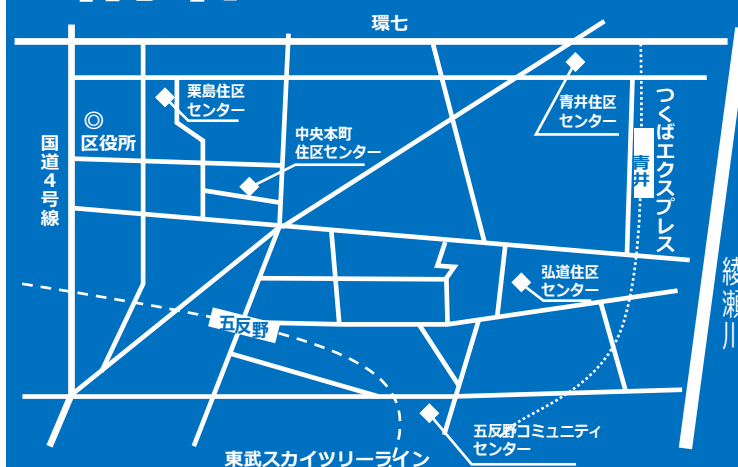 環七
栗島住区
センター
青井住区
センター
◎
区役所
中央本町
住区センター
国道4号線
つくばエクスプレス
青井
弘道住区
センター
綾瀬川
五反野
五反野コミュニティ
センター
東武スカイツリーライン